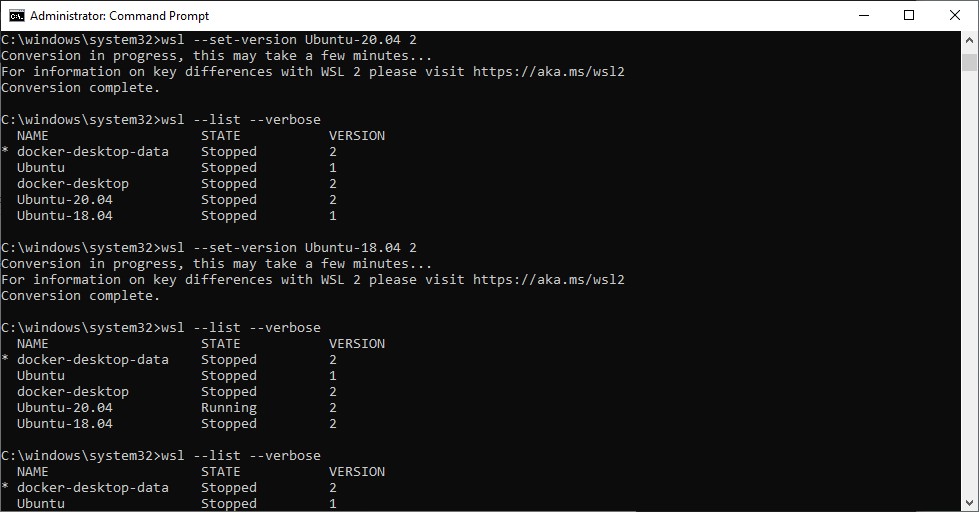 Administrator: Command Prompt
C:\windows\system32>wsl --set-version Ubuntu-20.04 2
Conversion in progress, this may take a few minutes...
For information on key differences with WSL 2 please visit https://aka.ms/wsl2
Conversion complete.
C:\windows\system32>wsl --list --verbose
  NAME                   STATE           VERSION
* docker-desktop-data    Stopped         2
  Ubuntu                 Stopped         1
  docker-desktop         Stopped         2
  Ubuntu-20.04           Stopped         2
  Ubuntu-18.04           Stopped         1
C:\windows\system32>wsl --set-version Ubuntu-18.04 2
Conversion in progress, this may take a few minutes...
For information on key differences with WSL 2 please visit https://aka.ms/wsl2
Conversion complete.
C:\windows\system32>wsl --list --verbose
  NAME                   STATE           VERSION
* docker-desktop-data    Stopped         2
  Ubuntu                 Stopped         1
  docker-desktop         Stopped         2
  Ubuntu-20.04           Running         2
  Ubuntu-18.04           Stopped         2
C:\windows\system32>wsl --list --verbose
  NAME                   STATE           VERSION
* docker-desktop-data    Stopped         2
  Ubuntu                 Stopped         1